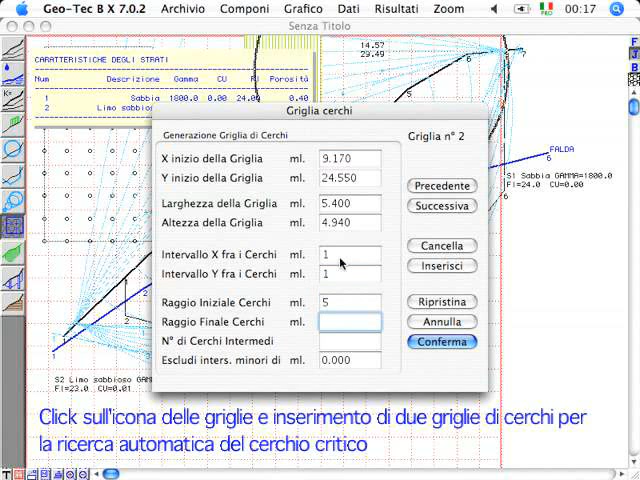 Geo-Tec B X 7.0.2 Archivio Componi Grafico Dati Risultati Zoom 00:17
Senza Titolo
CARATTERISTICHE DEGLI STRATI
Num Descrizione Gamma CU FI Porosità
1 Sabbia 1800.0 0.00 24.00 0.40
2 Limo sabbioso
14.57
29.49
6
7
5
Griglia cerchi
Generazione Griglia di Cerchi
Griglia n° 2
X inizio della Griglia ml. 9.170
Y inizio della Griglia ml. 24.550
Larghezza della Griglia ml. 5.400
Altezza della Griglia ml. 4.940
Intervallo X fra i Cerchi ml. 1
Intervallo Y fra i Cerchi ml. 1
Raggio Iniziale Cerchi ml. 5
Raggio Finale Cerchi ml.
N° di Cerchi Intermedi
Escludi inters. minori di ml. 0.000
Precedente
Successiva
Cancella
Inserisci
Ripristina
Annulla
Conferma
FALDA
6
S1 Sabbia GAMMA=1800.0
FI=24.0 CU=0.00
2
1
1
S2 Limo sabbioso
FI=23.0 CU=0.01
Click sull'icona delle griglie e inserimento di due griglie di cerchi per
la ricerca automatica del cerchio critico